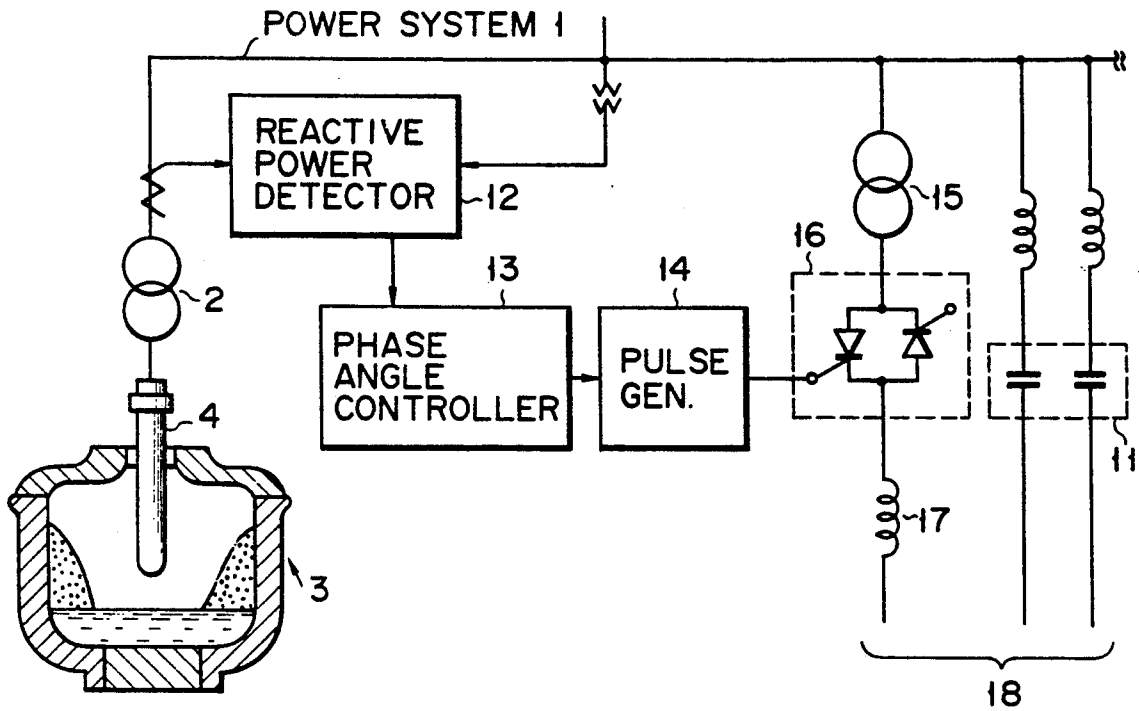 POWER SYSTEM 1
REACTIVE
POWER
DETECTOR
12
15
16
2
13
14
PHASE
ANGLE
CONTROLLER
PULSE
GEN.
4
11
17
3
18